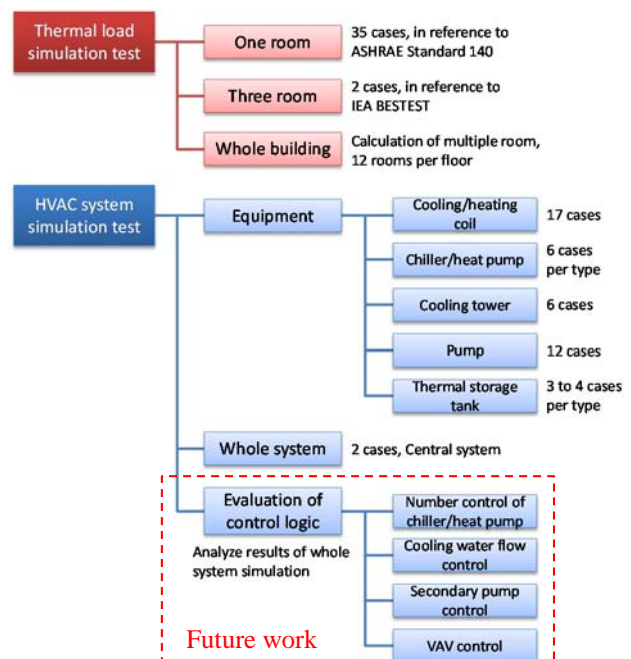 Thermal load
simulation test
One room
35 cases, in reference to
ASHRAE Standard 140
Three room
2 cases, in reference to
IEA BESTEST
Whole building
Calculation of multiple room,
12 rooms per floor
HVAC system
simulation test
Equipment
Cooling/heating
coil
17 cases
Chiller/heat pump
6 cases
per type
Cooling tower
6 cases
Pump
12 cases
Thermal storage
tank
3 to 4 cases
per type
Whole system
2 cases, Central system
Evaluation of
control logic
Analyze results of whole
system simulation
Number control of
chiller/heat pump
Cooling water flow
control
Secondary pump
control
VAV control
Future work